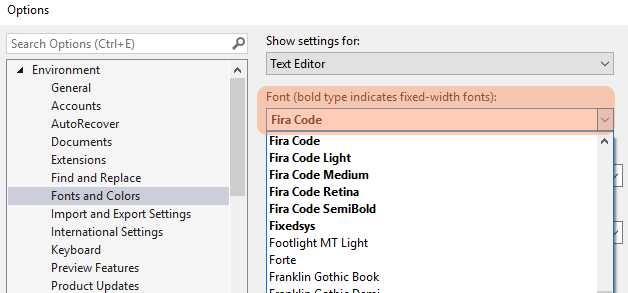 Options
Search Options (Ctrl+E)
Environment
General
Accounts
AutoRecover
Documents
Extensions
Find and Replace
Fonts and Colors
Import and Export Settings
International Settings
Keyboard
Preview Features
Product Updates
Show settings for:
Text Editor
Font (bold type indicates fixed-width fonts):
Fira Code
Fira Code
Fira Code Light
Fira Code Medium
Fira Code Retina
Fira Code SemiBold
Fixedsys
Footlight MT Light
Forte
Franklin Gothic Book
Franklin Gothic Demi